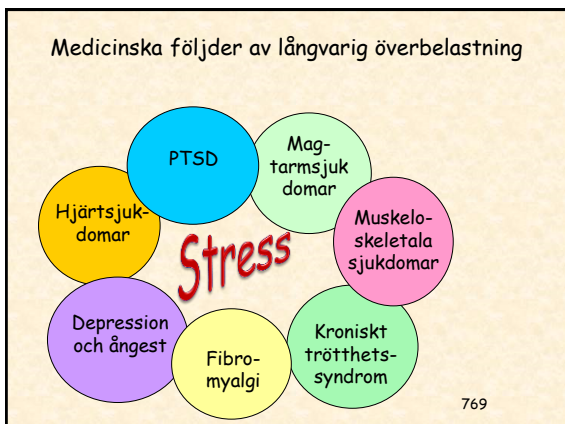 Medicinska följder av långvarig överbelastning
PTSD
Mag-
tarmsjuk
domar
Hjärtsjuk-
domar
Muskelo-
skeletala
sjukdomar
Stress
Depression
och ångest
Fibro-
myalgi
Kroniskt
trötthets-
syndrom
769